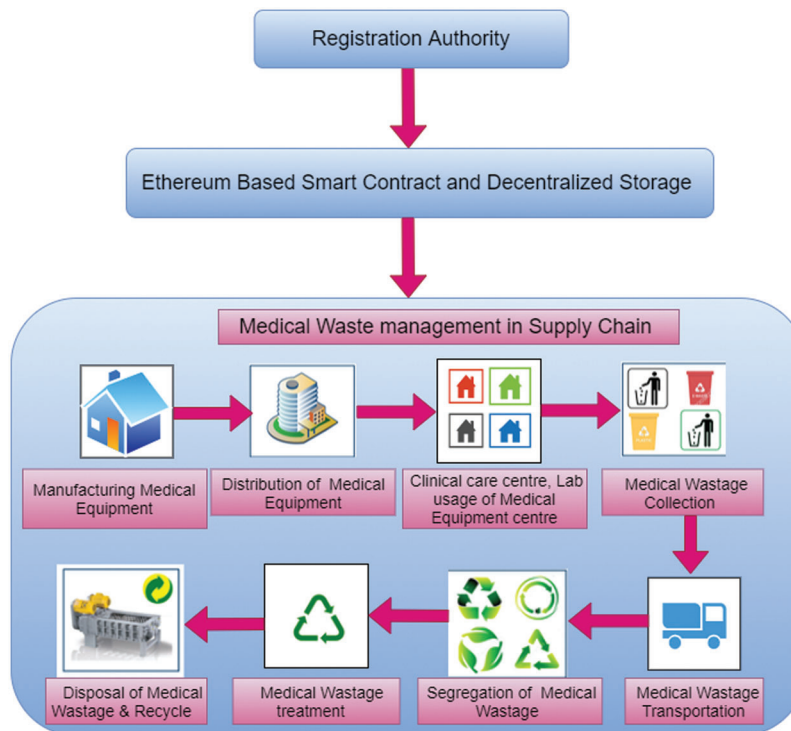 Registration Authority
Ethereum Based Smart Contract and Decentralized Storage
Medical Waste management in Supply Chain
Manufacturing Medical
Equipment
Distribution of Medical
Equipment
Clinical care centre, Lab
usage of Medical
Equipment centre
Medical Wastage
Collection
Disposal of Medical
Wastage & Recycle
Medical Wastage
treatment
Segregation of Medical
Wastage
Medical Wastage
Transportation